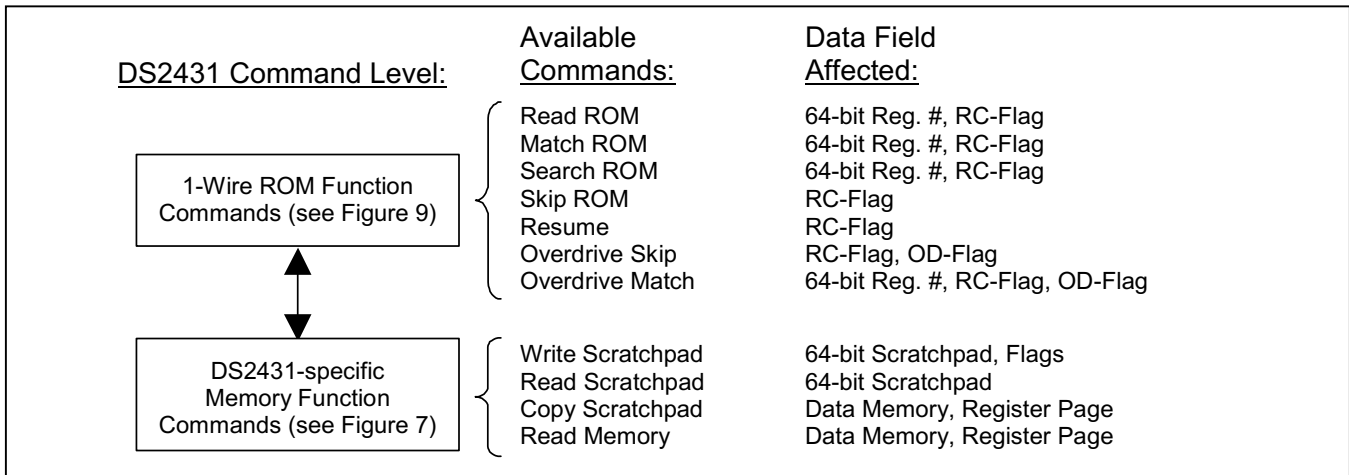 DS2431 Command Level:
Available
Commands:
Data Field
Affected:
1-Wire ROM Function
Commands (see Figure 9)
Read ROM 64-bit Reg. #, RC-Flag
Match ROM 64-bit Reg. #, RC-Flag
Search ROM 64-bit Reg. #, RC-Flag
Skip ROM RC-Flag
Resume RC-Flag
Overdrive Skip RC-Flag, OD-Flag
Overdrive Match 64-bit Reg. #, RC-Flag, OD-Flag
DS2431-specific
Memory Function
Commands (see Figure 7)
Write Scratchpad 64-bit Scratchpad, Flags
Read Scratchpad 64-bit Scratchpad
Copy Scratchpad Data Memory, Register Page
Read Memory Data Memory, Register Page